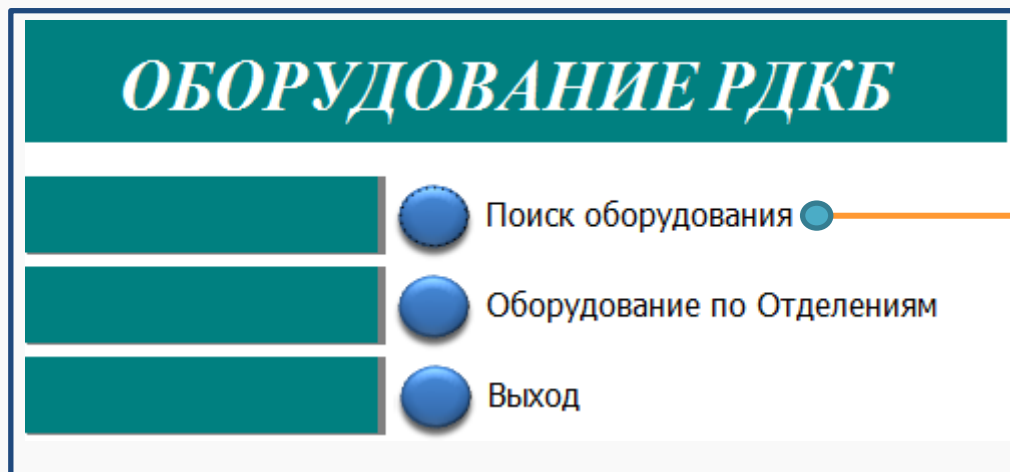 ОБОРУДОВАНИЕ РДКБ
Поиск оборудования
Оборудование по Отделениям
Выход